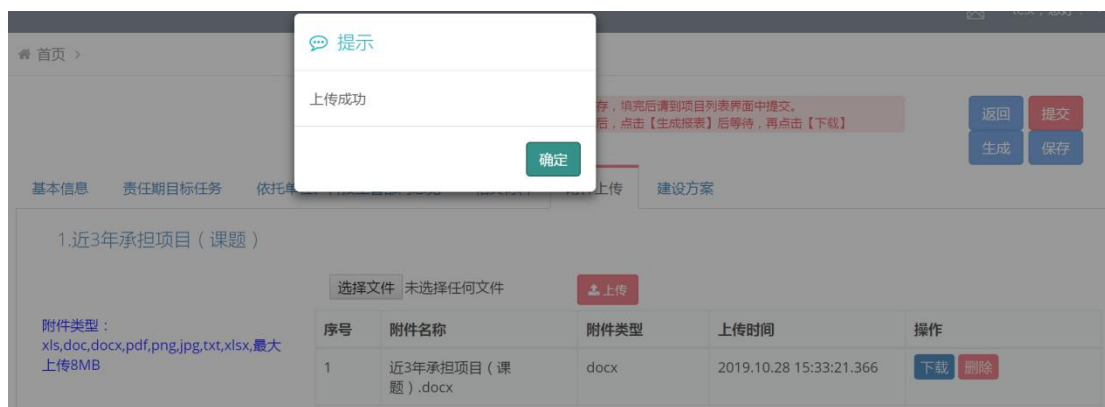 提示
首页 >
上传成功
存，填完后请到项目列表界面中提交。
后，点击【生成报表】后等待，再点击【下载】
返回 提交
生成 保存
确定
基本信息 责任期目标任务 依托单 上传 建设方案
1.近3年承担项目（课题）
选择文件 未选择任何文件 上传
附件类型：
xls,doc,docx,pdf,png,jpg,txt,xlsx,最大
上传8MB
序号 附件名称 附件类型 上传时间 操作
1 近3年承担项目（课 docx 2019.10.28 15:33:21.366 下载 删除
题）.docx